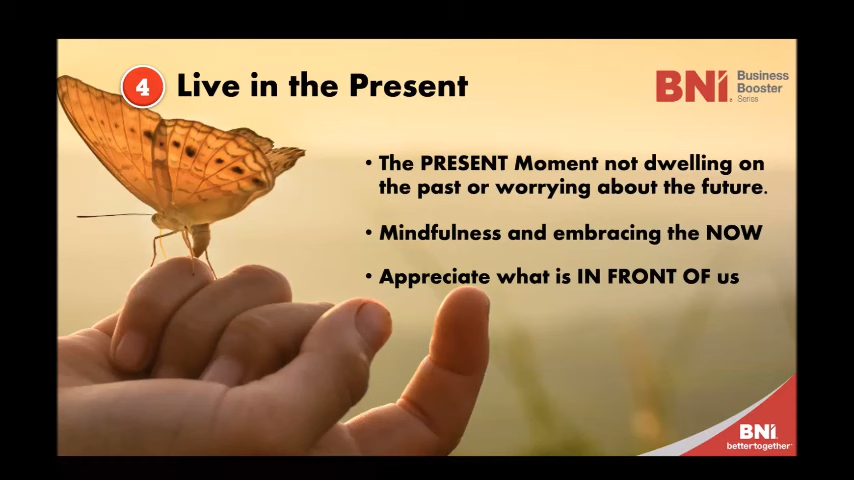 4 Live in the Present
BNI® Business Booster Series
• The PRESENT Moment not dwelling on
the past or worrying about the future.
• Mindfulness and embracing the NOW
• Appreciate what is IN FRONT OF us
BNI
bettertogether